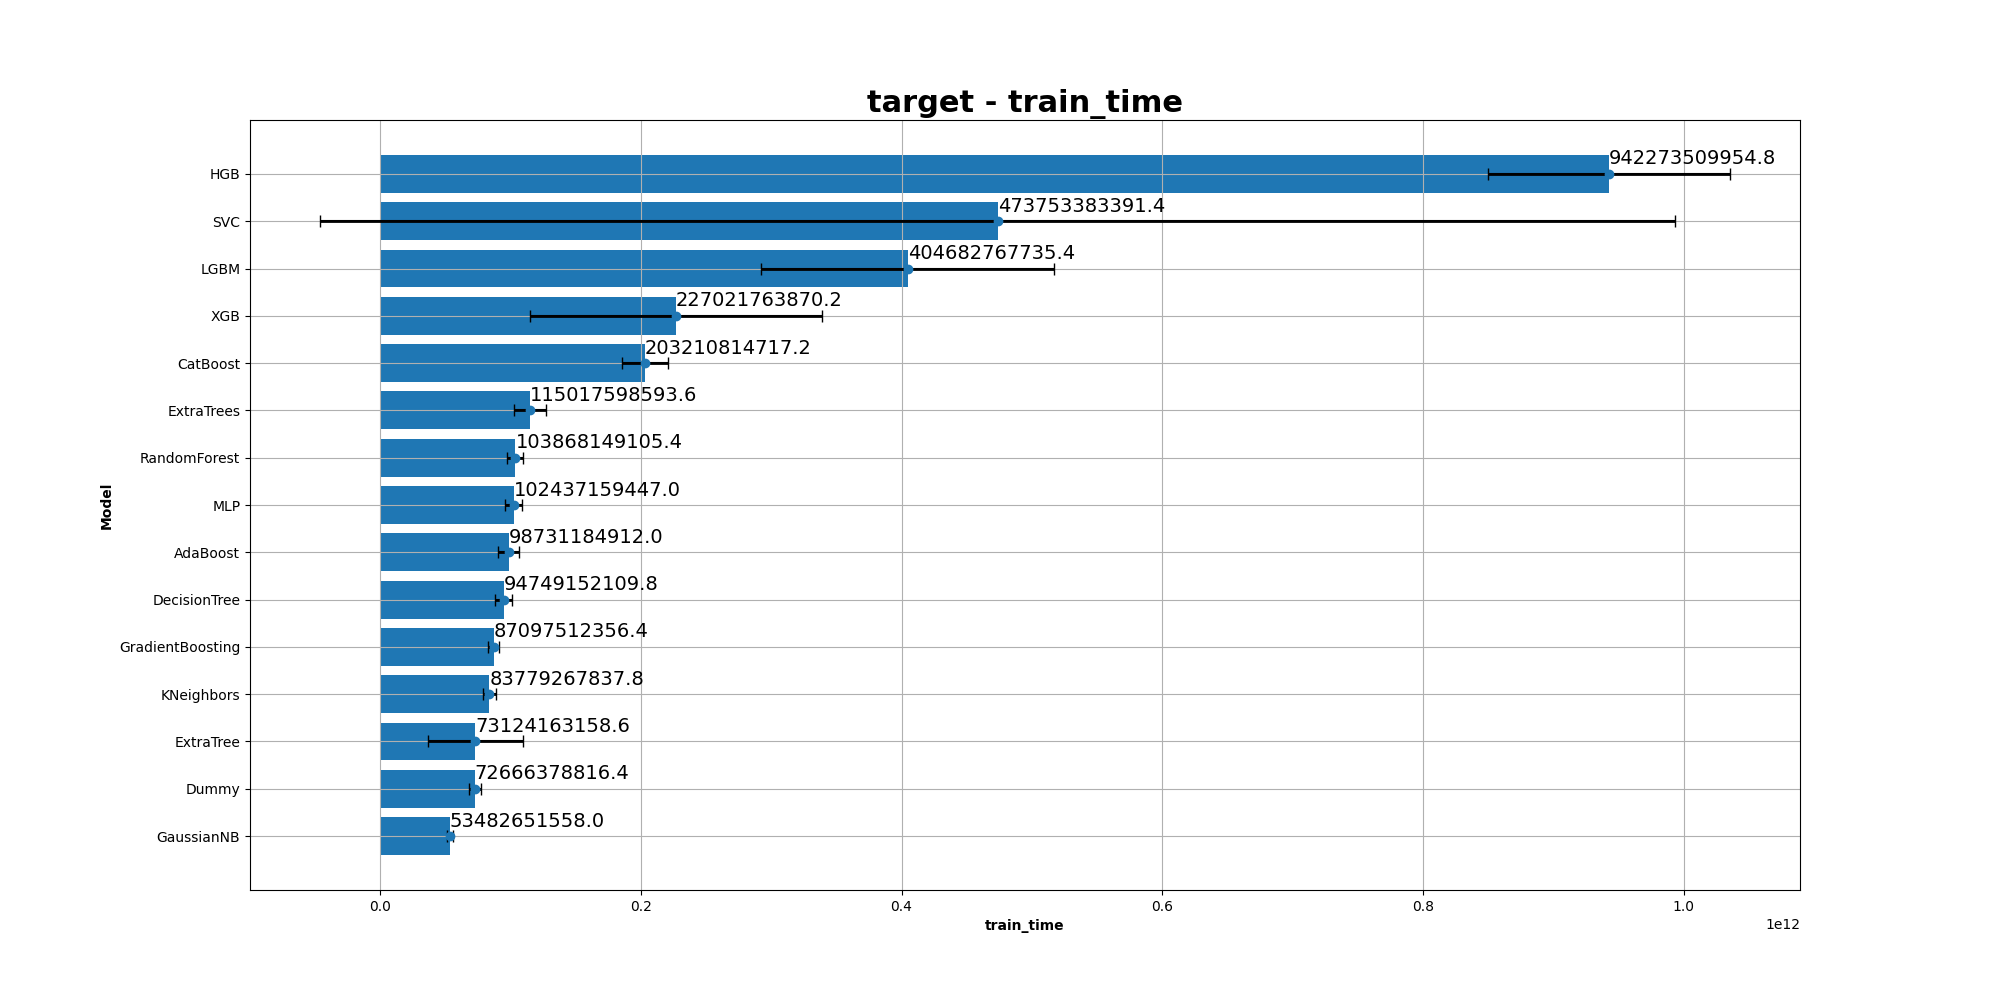 target - train_time
HGB 942273509954.8
SVC 473753383391.4
LGBM 404682767735.4
XGB 227021763870.2
CatBoost 203210814717.2
ExtraTrees 115017598593.6
RandomForest 103868149105.4
MLP 102437159447.0
AdaBoost 98731184912.0
DecisionTree 94749152109.8
GradientBoosting 87097512356.4
KNeighbors 83779267837.8
ExtraTree 73124163158.6
Dummy 72666378816.4
GaussianNB 53482651558.0
Model
0.0 0.2 0.4 0.6 0.8 1.0
train_time
1e12